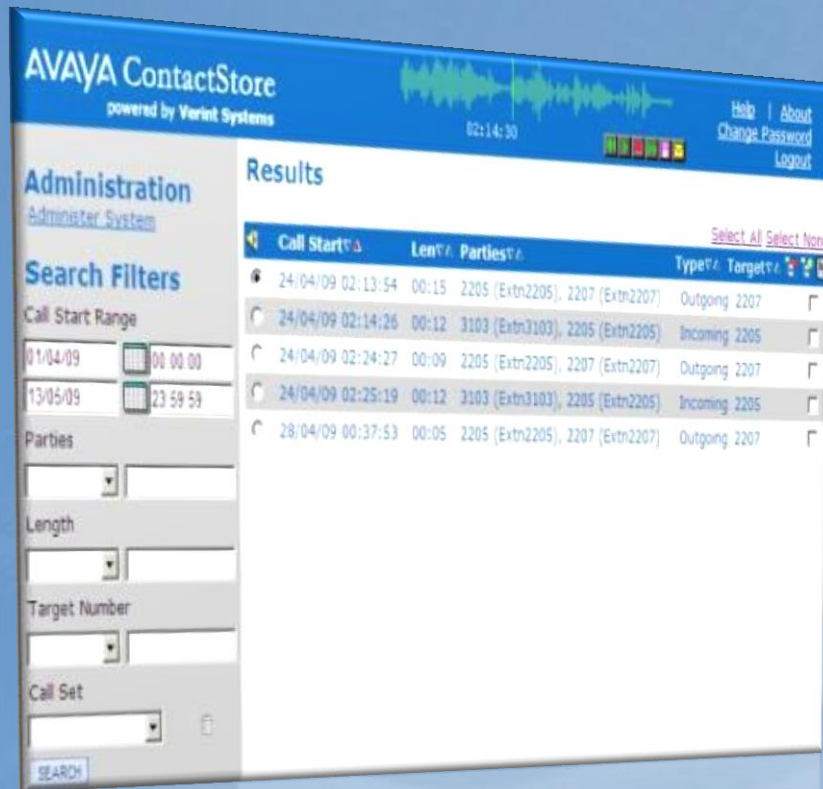 AVAYA ContactStore
powered by Verint Systems
02:14:30
Help | About
Change Password
Logout
Administration
Administer System
Search Filters
Call Start Range
01/04/09 00 00 00
13/05/09 23 59 59
Parties
Length
Target Number
Call Set
SEARCH
Results
Select All Select Non
Call Start Len Parties Type Target
24/04/09 02:13:54 00:15 2205 (Extn2205), 2207 (Extn2207) Outgoing 2207
24/04/09 02:14:26 00:12 3103 (Extn3103), 2205 (Extn2205) Incoming 2205
24/04/09 02:24:27 00:09 2205 (Extn2205), 2207 (Extn2207) Outgoing 2207
24/04/09 02:25:19 00:12 3103 (Extn3103), 2205 (Extn2205) Incoming 2205
28/04/09 00:37:53 00:05 2205 (Extn2205), 2207 (Extn2207) Outgoing 2207